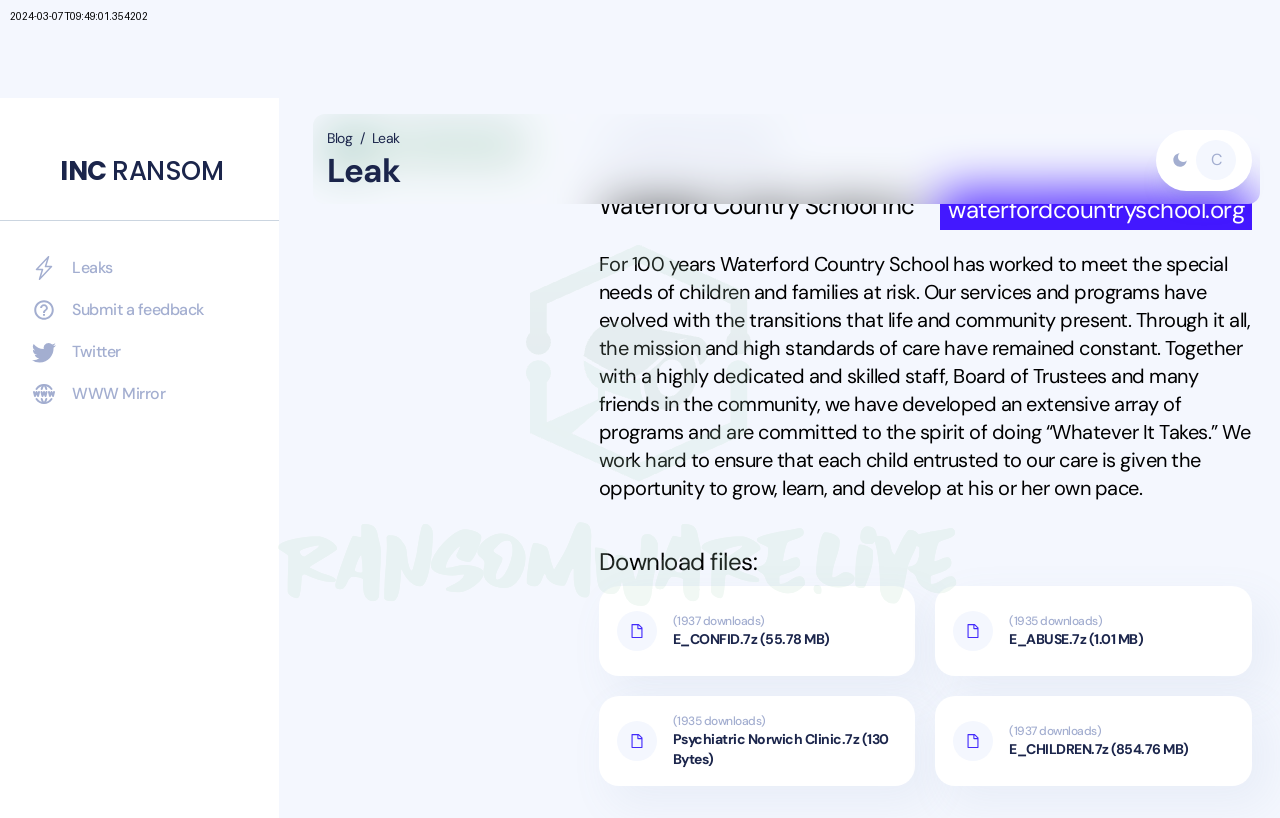 2024-03-07T09:49:01.354202
INC RANSOM
Leaks
Submit a feedback
Twitter
WWW Mirror
Blog / Leak
Leak
C
Waterford Country School Inc
waterfordcountryschool.org
For 100 years Waterford Country School has worked to meet the special
needs of children and families at risk. Our services and programs have
evolved with the transitions that life and community present. Through it all,
the mission and high standards of care have remained constant. Together
with a highly dedicated and skilled staff, Board of Trustees and many
friends in the community, we have developed an extensive array of
programs and are committed to the spirit of doing “Whatever It Takes.” We
work hard to ensure that each child entrusted to our care is given the
opportunity to grow, learn, and develop at his or her own pace.
RANSOMWARE.LIVE
Download files:
(1937 downloads)
E_CONFID.7z (55.78 MB)
(1935 downloads)
E_ABUSE.7z (1.01 MB)
(1935 downloads)
Psychiatric Norwich Clinic.7z (130
Bytes)
(1937 downloads)
E_CHILDREN.7z (854.76 MB)